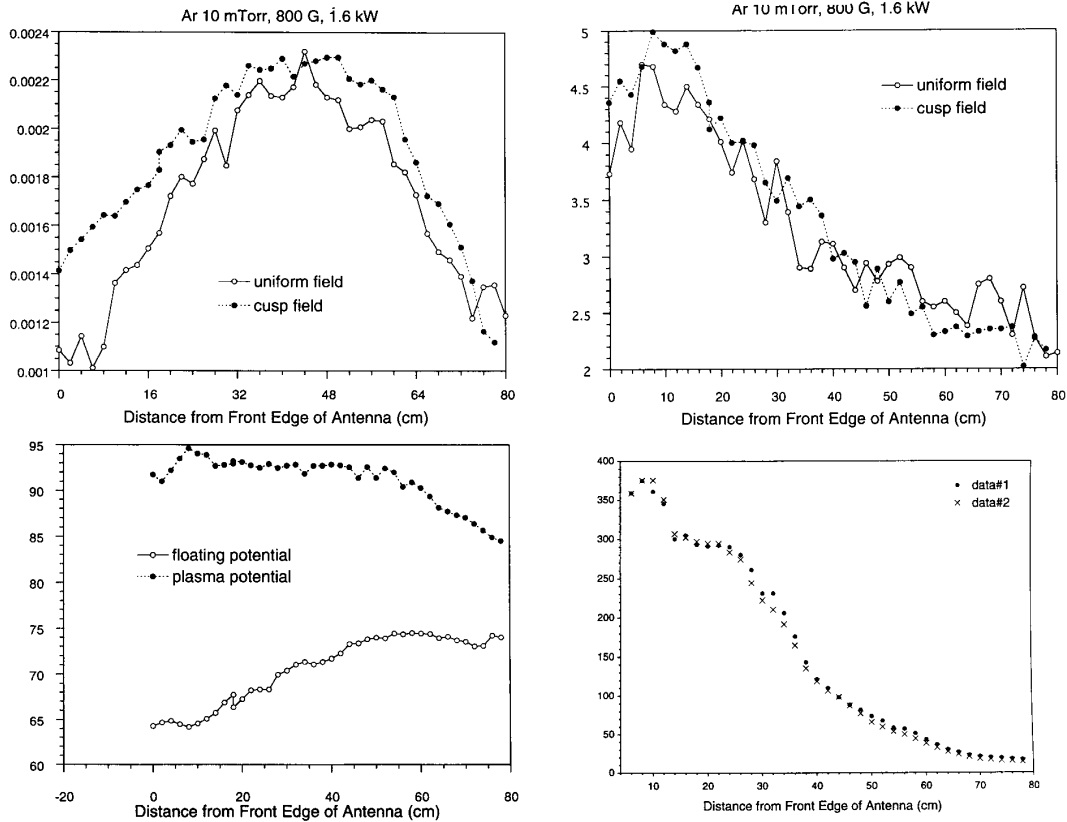 Ar 10 mTorr, 800 G, 1.6 kW
0.0024
0.0022
0.002
0.0018
0.0016
0.0014
0.0012
0.001
uniform field
cusp field
0 16 32 48 64 80
Distance from Front Edge of Antenna (cm)
Ar 10 mTorr, 800 G, 1.6 kW
5
4.5
4
3.5
3
2.5
2
uniform field
cusp field
0 10 20 30 40 50 60 70 80
Distance from Front Edge of Antenna (cm)
95
90
85
80
75
70
65
60
floating potential
plasma potential
-20 0 20 40 60 80
Distance from Front Edge of Antenna (cm)
400
350
300
250
200
150
100
50
0
data#1
data#2
10 20 30 40 50 60 70 80
Distance from Front Edge of Antenna (cm)